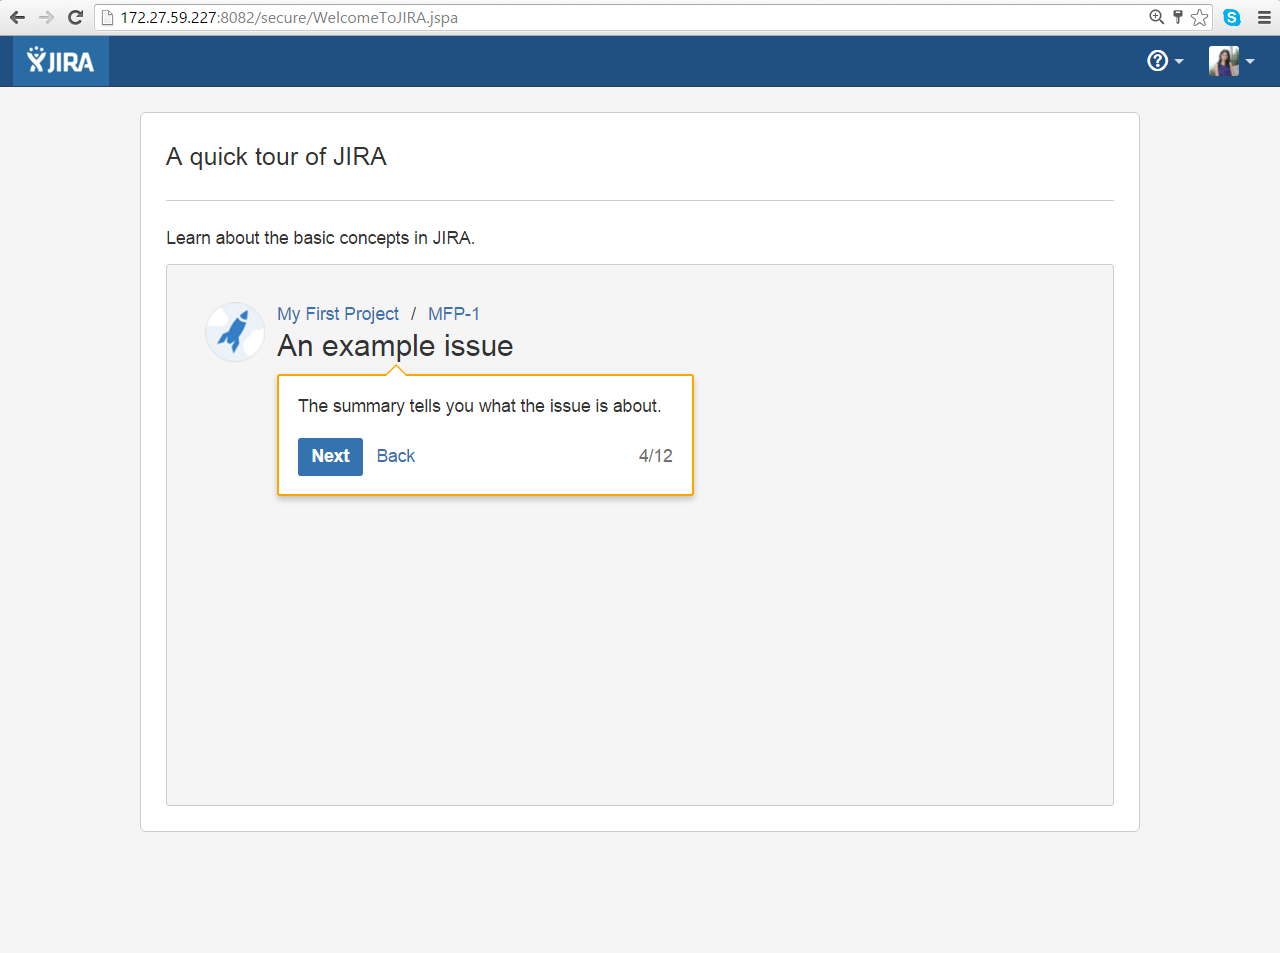 172.27.59.227:8082/secure/WelcomeToJIRA.jspa
JIRA
A quick tour of JIRA
Learn about the basic concepts in JIRA.
My First Project / MFP-1
An example issue
The summary tells you what the issue is about.
Next Back 4/12